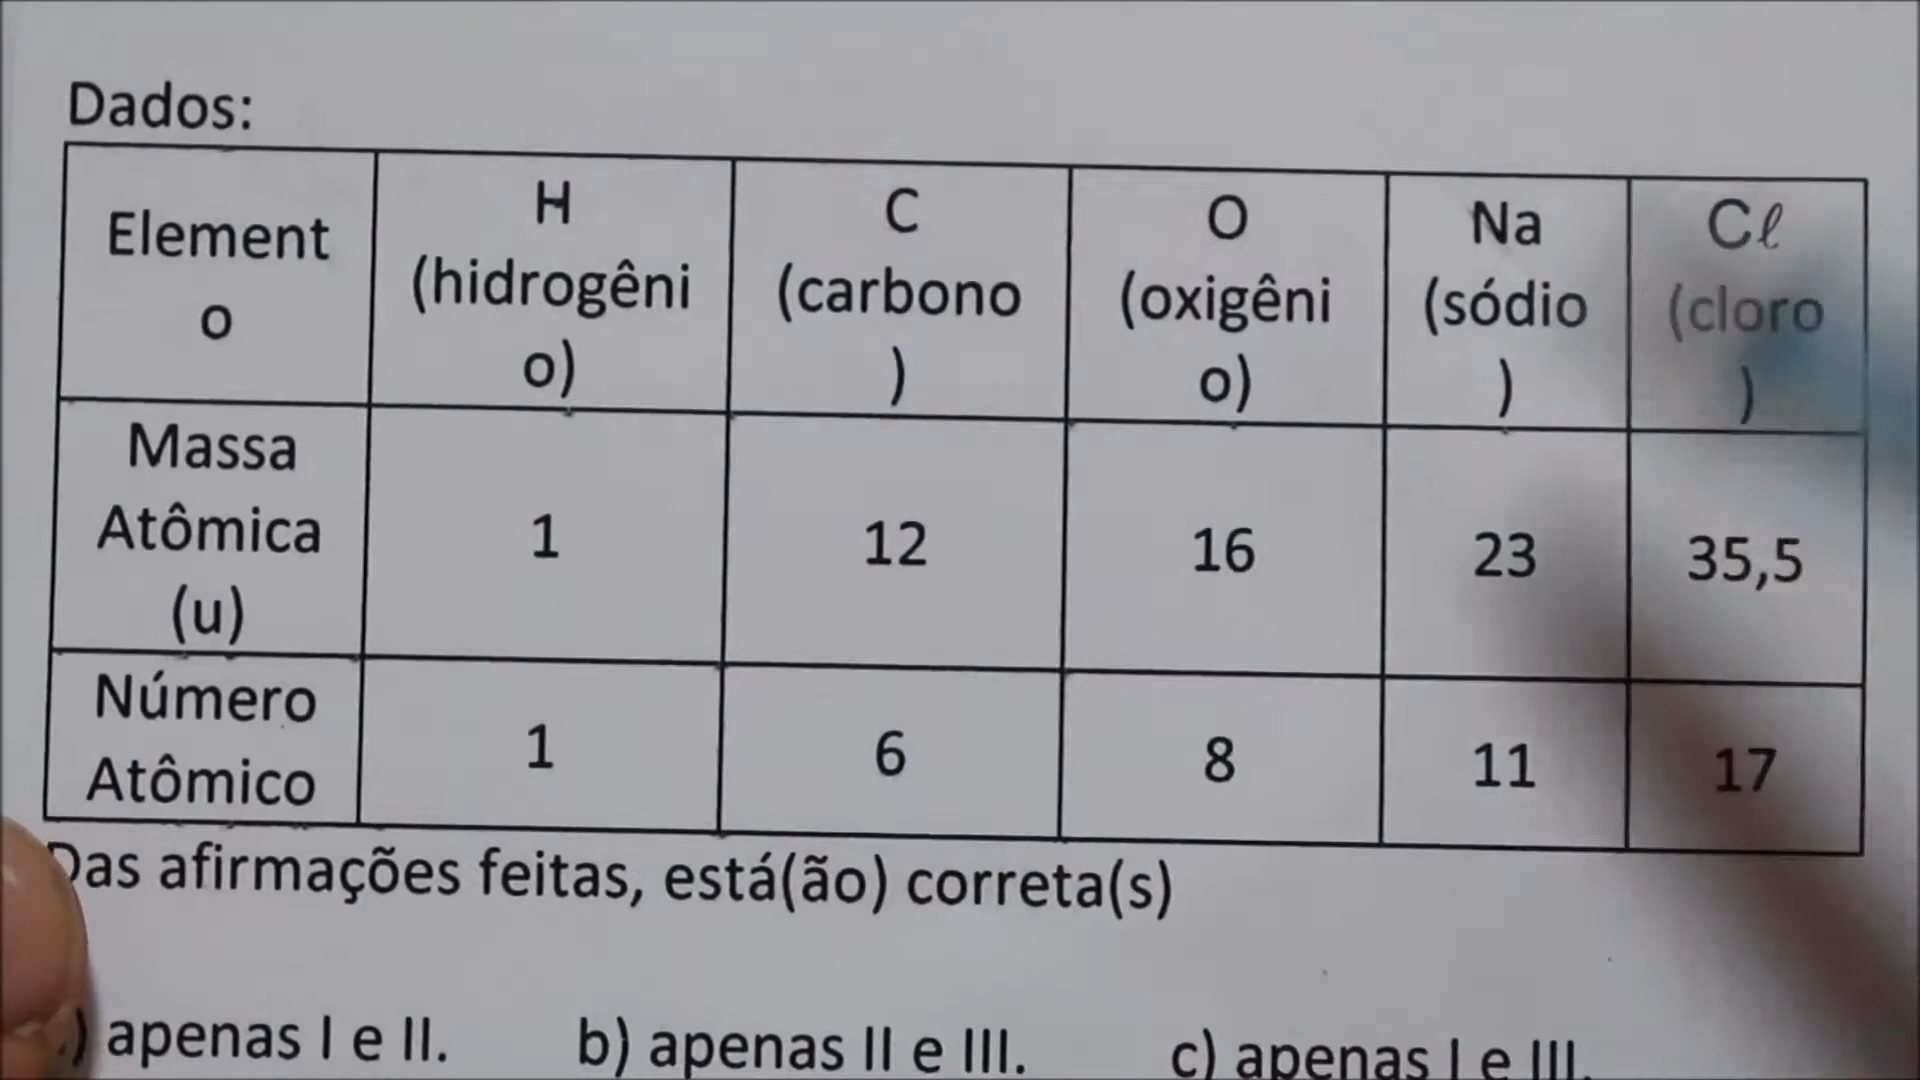 Dados:
Element
o
H
(hidrogêni
o)
C
(carbono
)
O
(oxigêni
o)
Na
(sódio
)
Cℓ
(cloro
)
Massa
Atômica
(u)
1
12
16
23
35,5
Número
Atômico
1
6
8
11
17
Das afirmações feitas, está(ão) correta(s)
) apenas I e II.
b) apenas II e III.
c) apenas I e III.